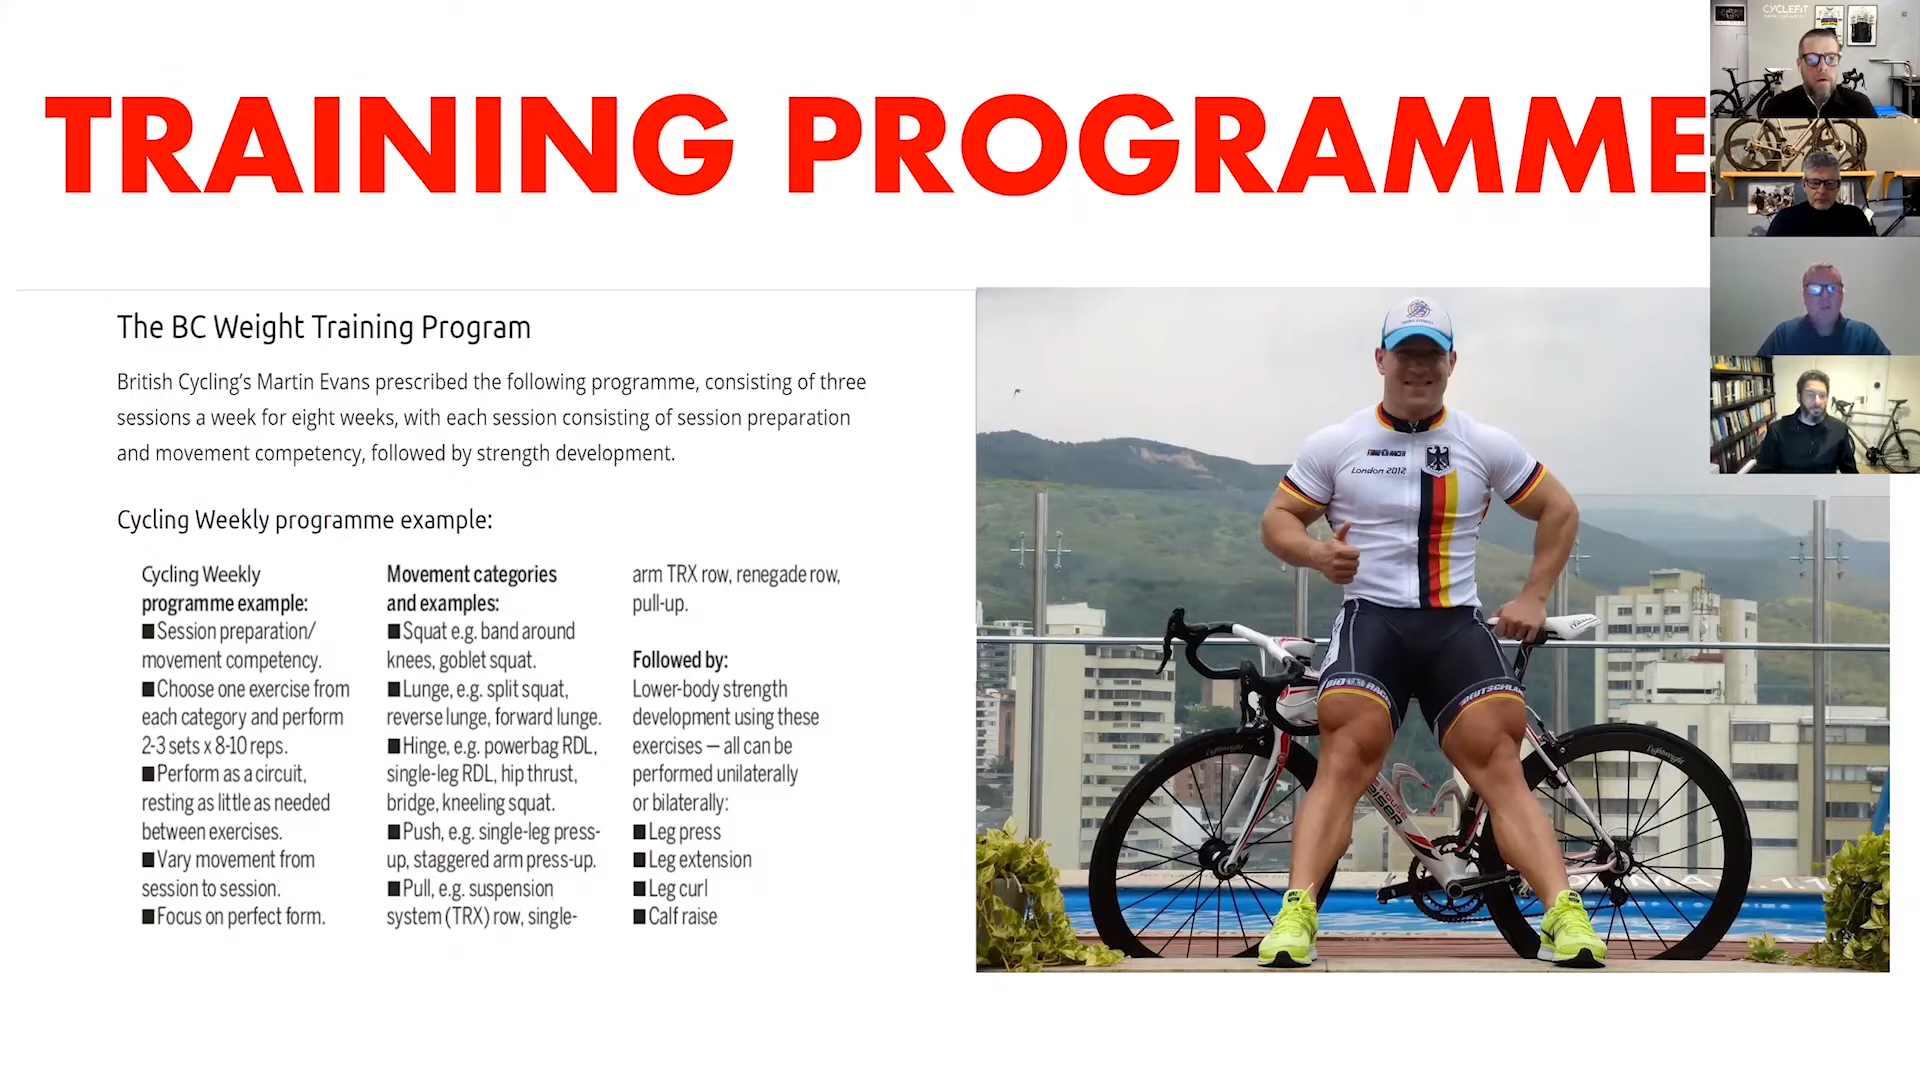 TRAINING PROGRAMME
The BC Weight Training Program
British Cycling's Martin Evans prescribed the following programme, consisting of three
sessions a week for eight weeks, with each session consisting of session preparation
and movement competency, followed by strength development.
Cycling Weekly programme example:
Cycling Weekly
programme example:
■ Session preparation/
movement competency.
■ Choose one exercise from
each category and perform
2-3 sets x 8-10 reps.
■ Perform as a circuit,
resting as little as needed
between exercises.
■ Vary movement from
session to session.
■ Focus on perfect form.
Movement categories
and examples:
■ Squat e.g. band around
knees, goblet squat.
■ Lunge, e.g. split squat,
reverse lunge, forward lunge.
■ Hinge, e.g. powerbag RDL,
single-leg RDL, hip thrust,
bridge, kneeling squat.
■ Push, e.g. single-leg press-
up, staggered arm press-up.
■ Pull, e.g. suspension
system (TRX) row, single-
arm TRX row, renegade row,
pull-up.
Followed by:
Lower-body strength
development using these
exercises – all can be
performed unilaterally
or bilaterally:
■ Leg press
■ Leg extension
■ Leg curl
■ Calf raise
BIO RACER
London 2012
BIO RACER
DEUTSCHLAND
Lightweight
Lightweight
CYCLEFIT